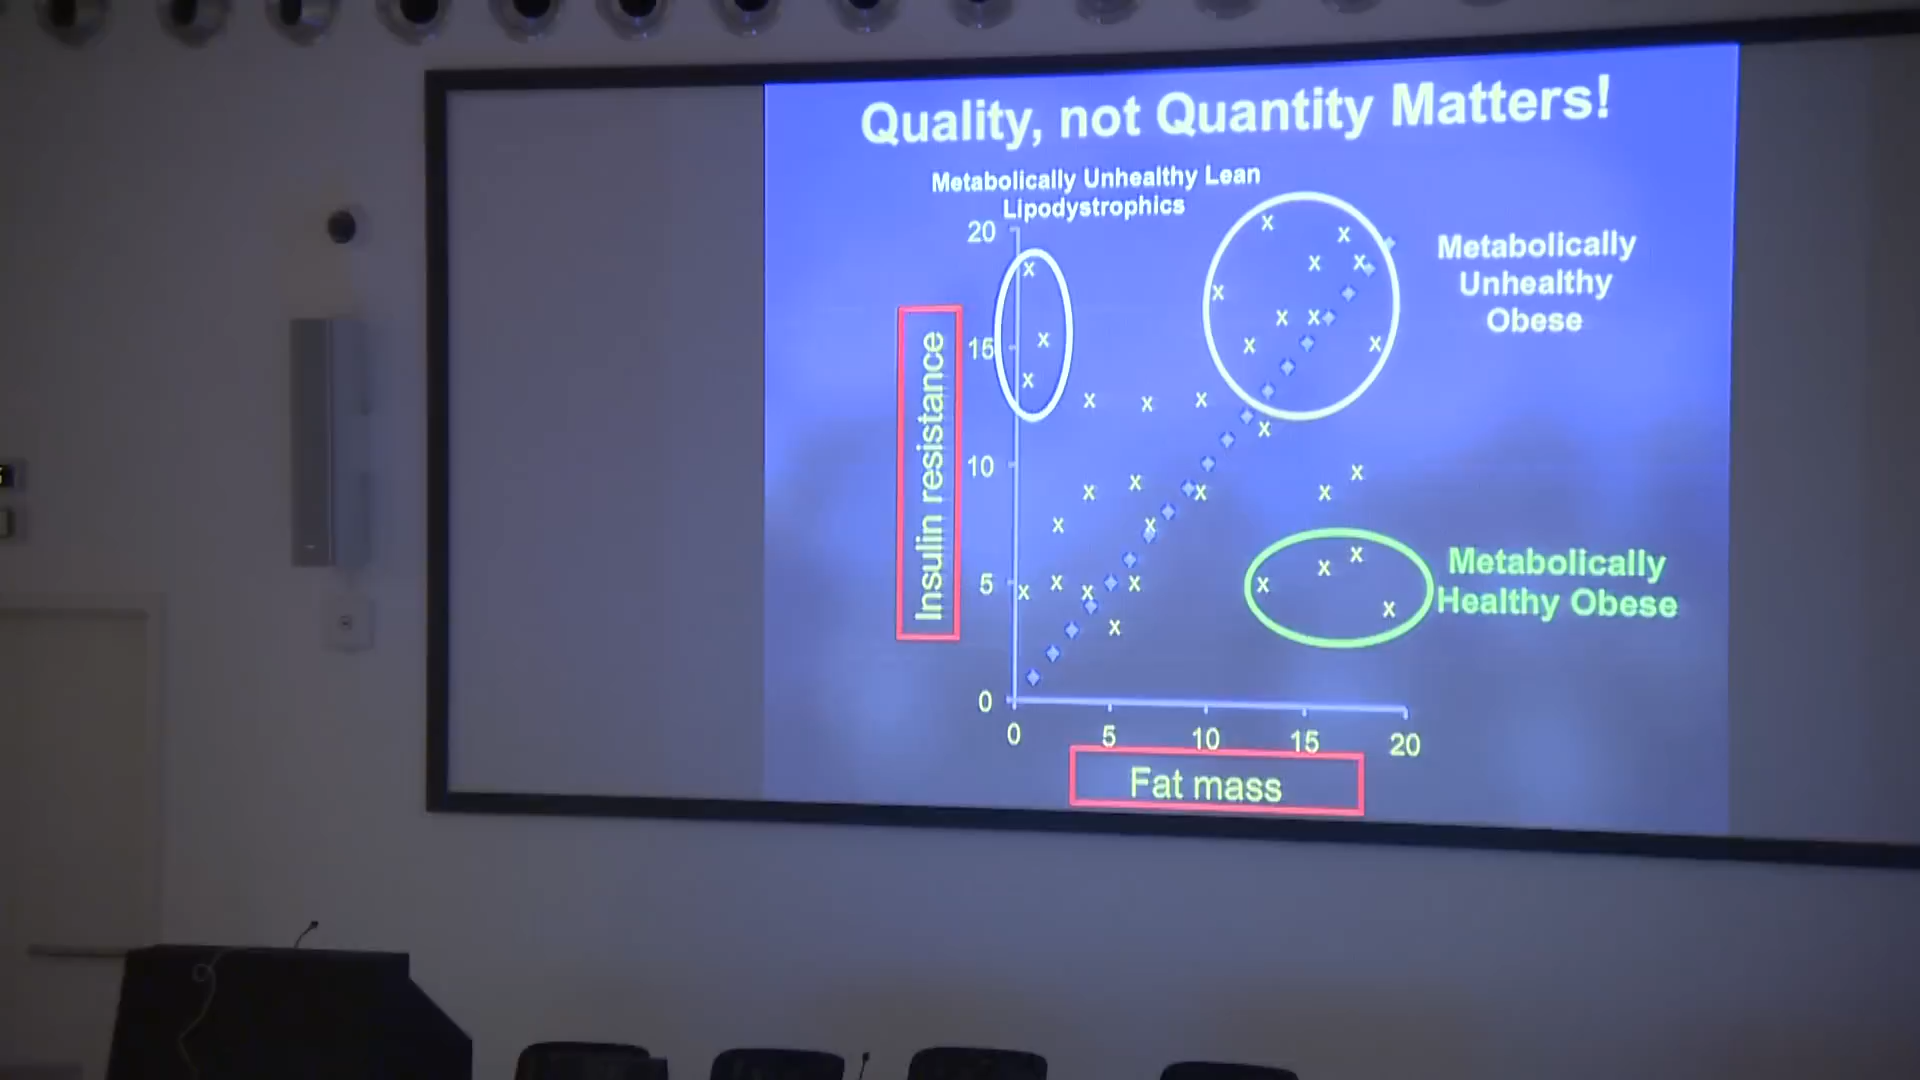 Quality, not Quantity Matters!
Metabolically Unhealthy Lean
Lipodystrophics
Metabolically
Unhealthy
Obese
Metabolically
Healthy Obese
Insulin resistance
20
15
10
5
0
0 5 10 15 20
Fat mass